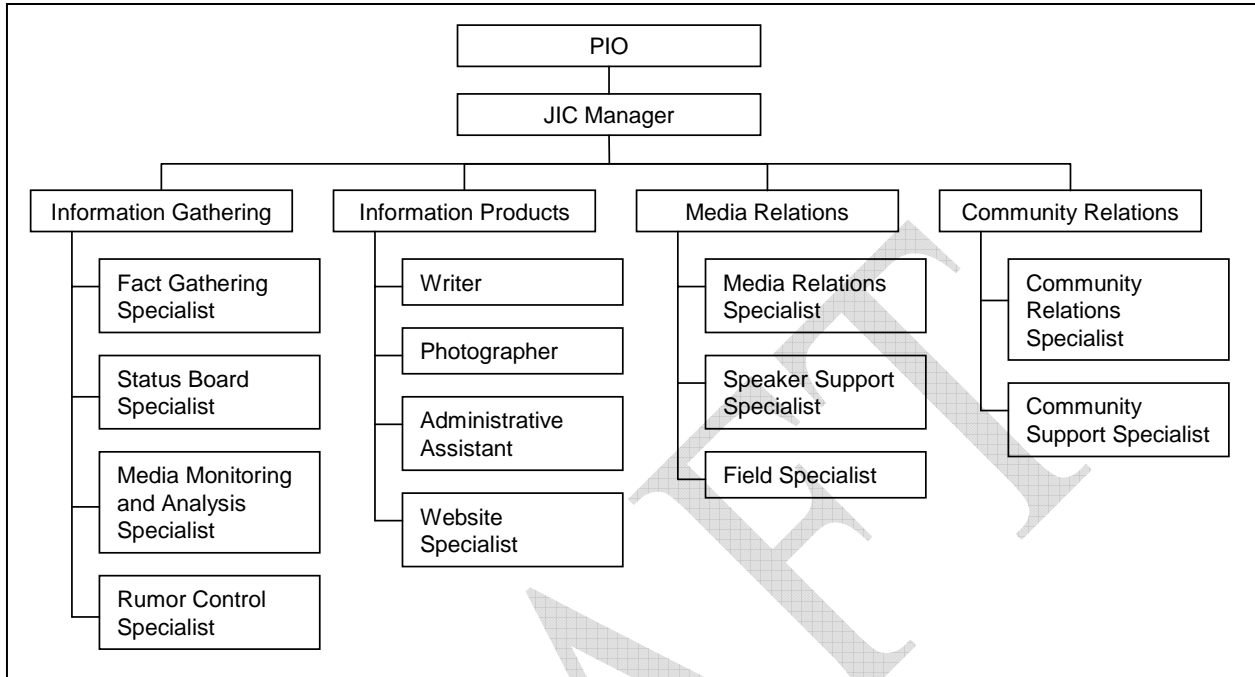 PIO
JIC Manager
Information Gathering
Fact Gathering
Specialist
Status Board
Specialist
Media Monitoring
and Analysis
Specialist
Rumor Control
Specialist
Information Products
Writer
Photographer
Administrative
Assistant
Website
Specialist
Media Relations
Media Relations
Specialist
Speaker Support
Specialist
Field Specialist
Community Relations
Community
Relations
Specialist
Community
Support Specialist